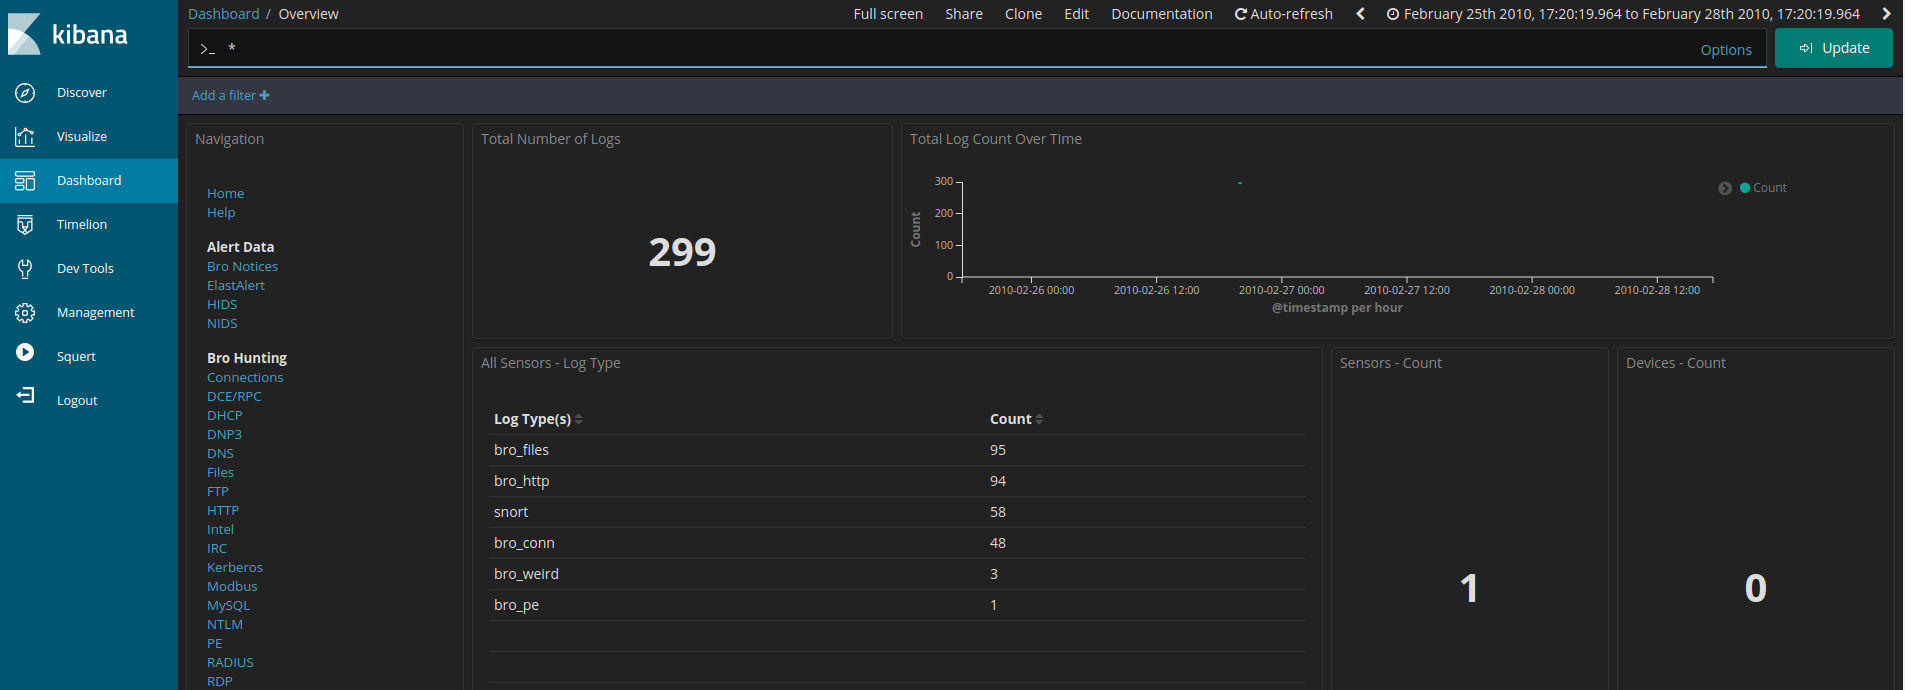 kibana
Discover
Visualize
Dashboard
Timelion
Dev Tools
Management
Squert
Logout
Dashboard / Overview
Full screen Share Clone Edit Documentation Auto-refresh February 25th 2010, 17:20:19.964 to February 28th 2010, 17:20:19.964
>_ * Options
Update
Add a filter +
Navigation
Home
Help
Alert Data
Bro Notices
ElastAlert
HIDS
NIDS
Bro Hunting
Connections
DCE/RPC
DHCP
DNP3
DNS
Files
FTP
HTTP
Intel
IRC
Kerberos
Modbus
MySQL
NTLM
PE
RADIUS
RDP
Total Number of Logs
299
Total Log Count Over TIme
300
200
100
0
Count
2010-02-26 00:00 2010-02-26 12:00 2010-02-27 00:00 2010-02-27 12:00 2010-02-28 00:00 2010-02-28 12:00
@timestamp per hour
Count
All Sensors - Log Type
Log Type(s) Count
bro_files 95
bro_http 94
snort 58
bro_conn 48
bro_weird 3
bro_pe 1
Sensors - Count
1
Devices - Count
0